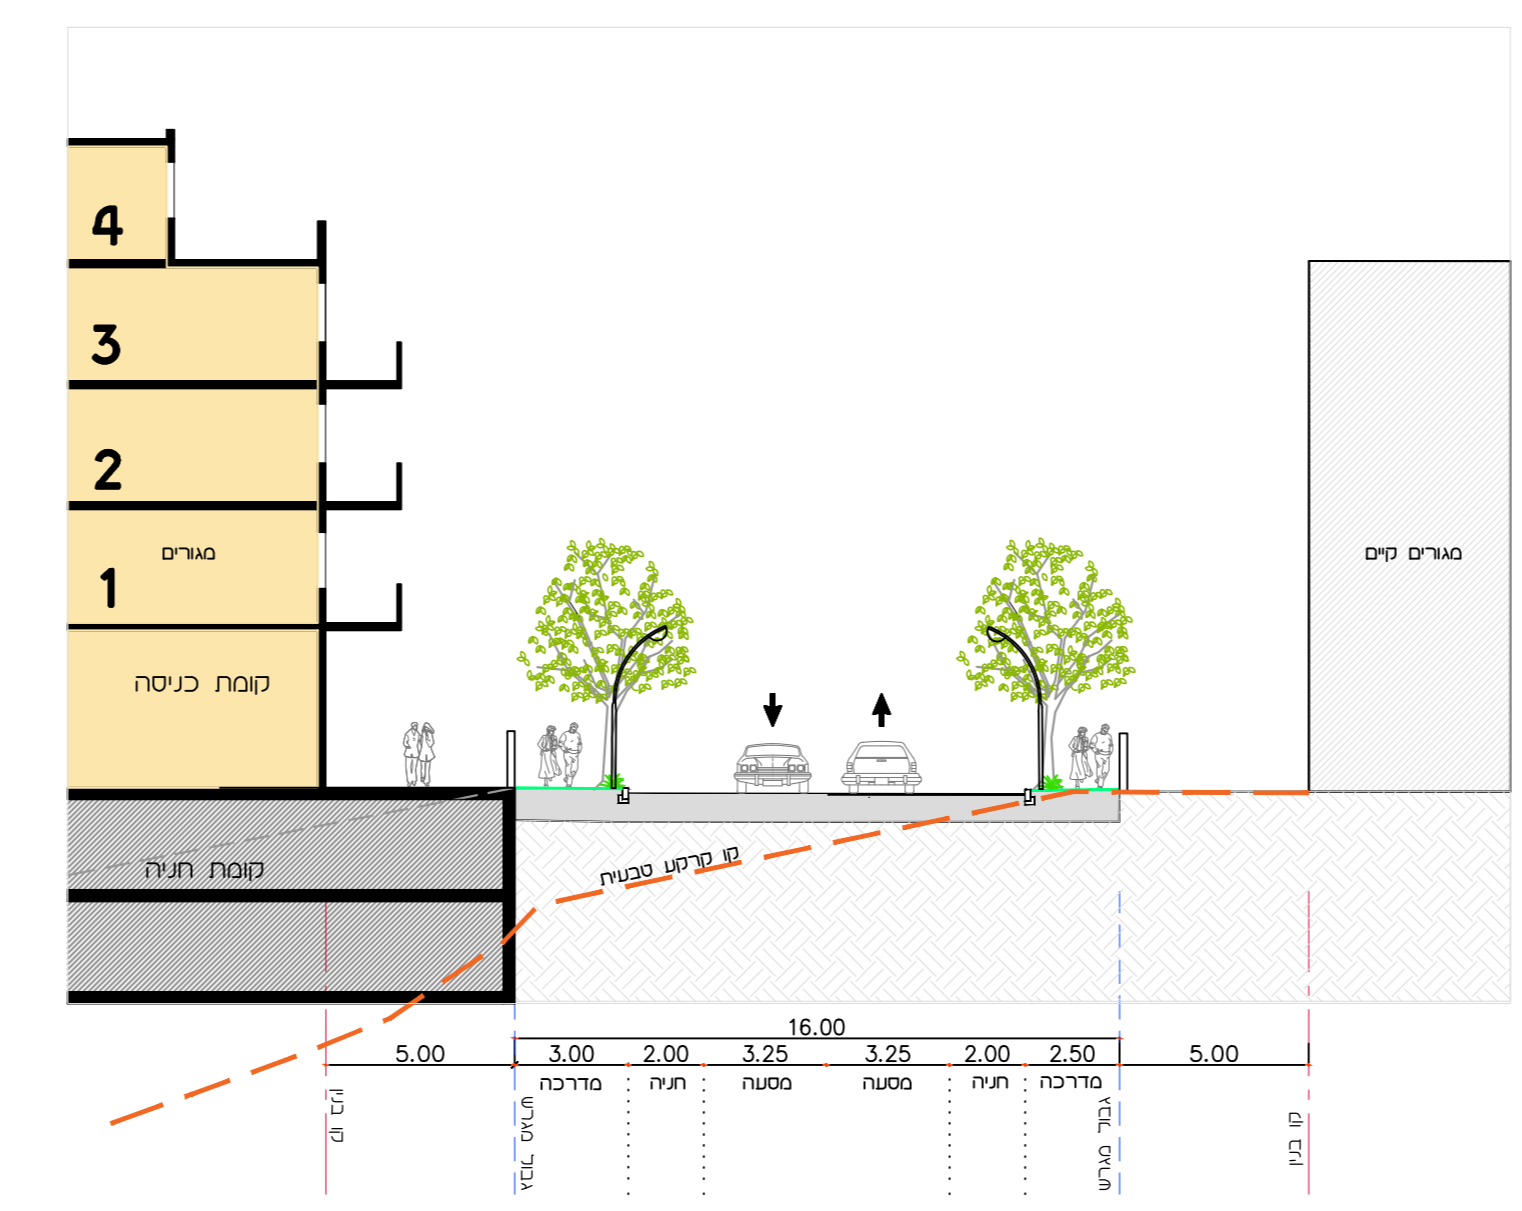 4
3
2
מגורים
1
מגורים קיים
קומת כניסה
קומת חניה
קו קרקע טבעית
16.00
5.00 3.00 2.00 3.25 3.25 2.00 2.50 5.00
מדרכה חניה מסעה מסעה חניה מדרכה
קו בנין
גבול מגרש
גבול מגרש
קו בנין